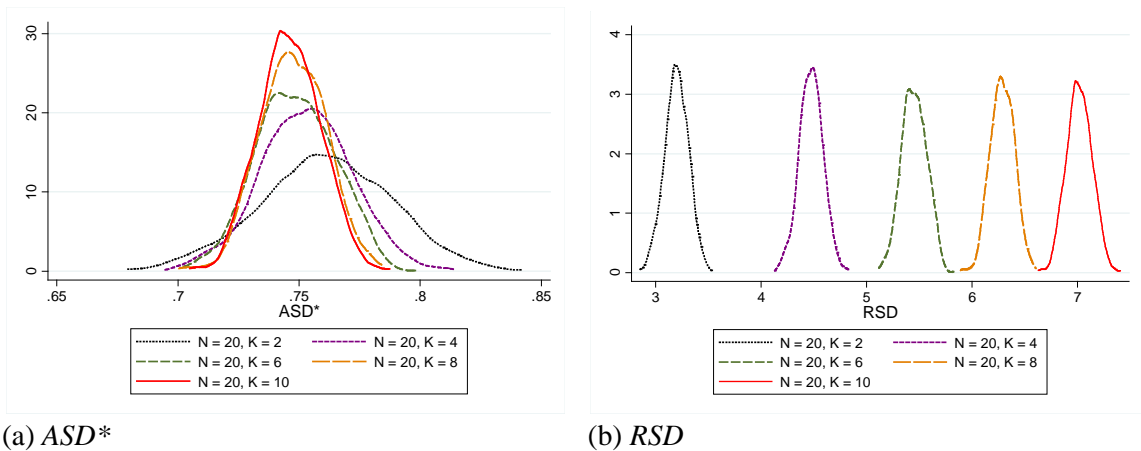 30
20
10
0
.65 .7 .75 .8 .85
ASD*
N = 20, K = 2 N = 20, K = 4
N = 20, K = 6 N = 20, K = 8
N = 20, K = 10
(a) ASD*
4
3
2
1
0
3 4 5 6 7
RSD
N = 20, K = 2 N = 20, K = 4
N = 20, K = 6 N = 20, K = 8
N = 20, K = 10
(b) RSD